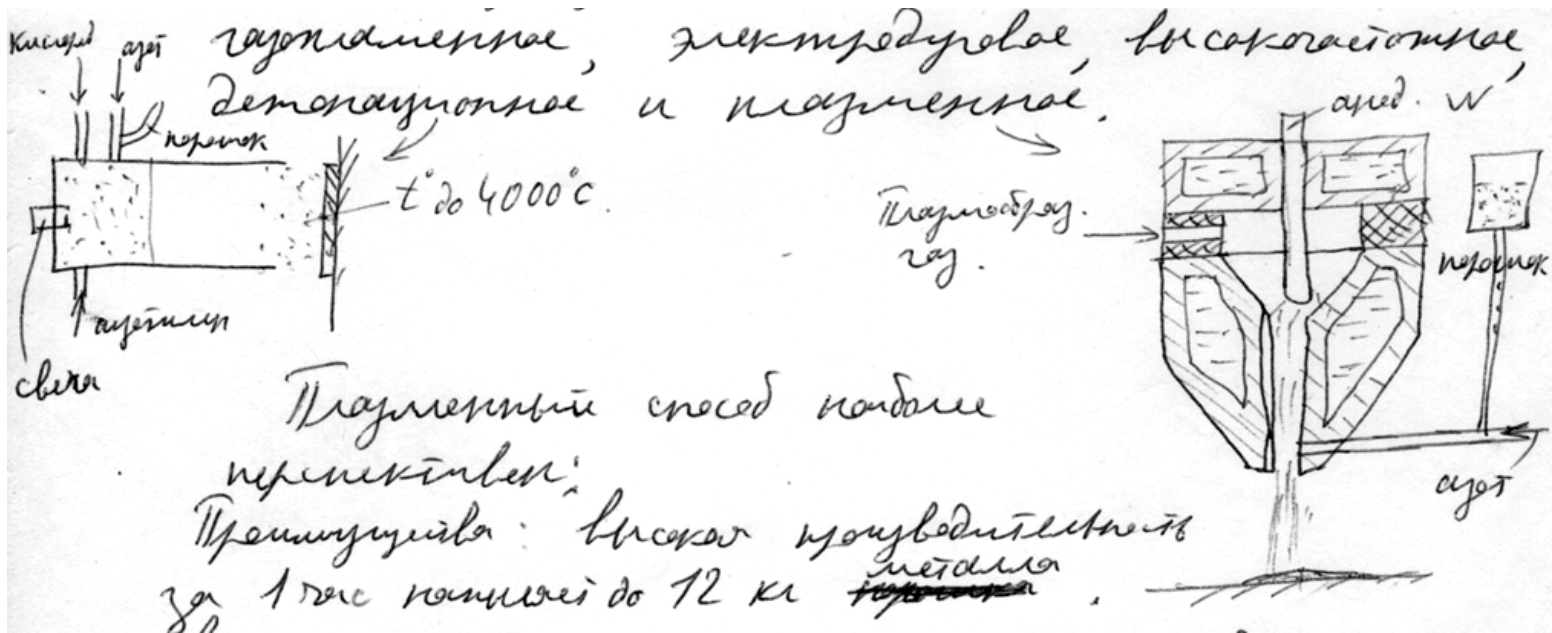 кислород
азот
газопламенное, электродуговое, высокочастотное,
детонационное и плазменное.
порошок
t° до 4000°С
ацетилен
свеча
W
Плазмообраз.
газ.
порошок
азот
Плазменный способ наиболее
перспективен:
Преимущества: высокая производительность
за 1 час до 12 кг металла .